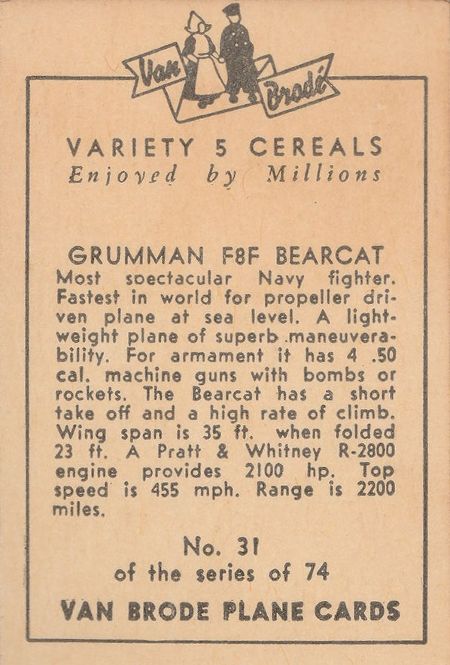 Van Brodé
VARIETY 5 CEREALS
Enjoyed by Millions
GRUMMAN F8F BEARCAT
Most spectacular Navy fighter.
Fastest in world for propeller dri-
ven plane at sea level. A light-
weight plane of superb maneuvera-
bility. For armament it has 4 .50
cal. machine guns with bombs or
rockets. The Bearcat has a short
take off and a high rate of climb.
Wing span is 35 ft. when folded
23 ft. A Pratt & Whitney R-2800
engine provides 2100 hp. Top
speed is 455 mph. Range is 2200
miles.
No. 31
of the series of 74
VAN BRODE PLANE CARDS